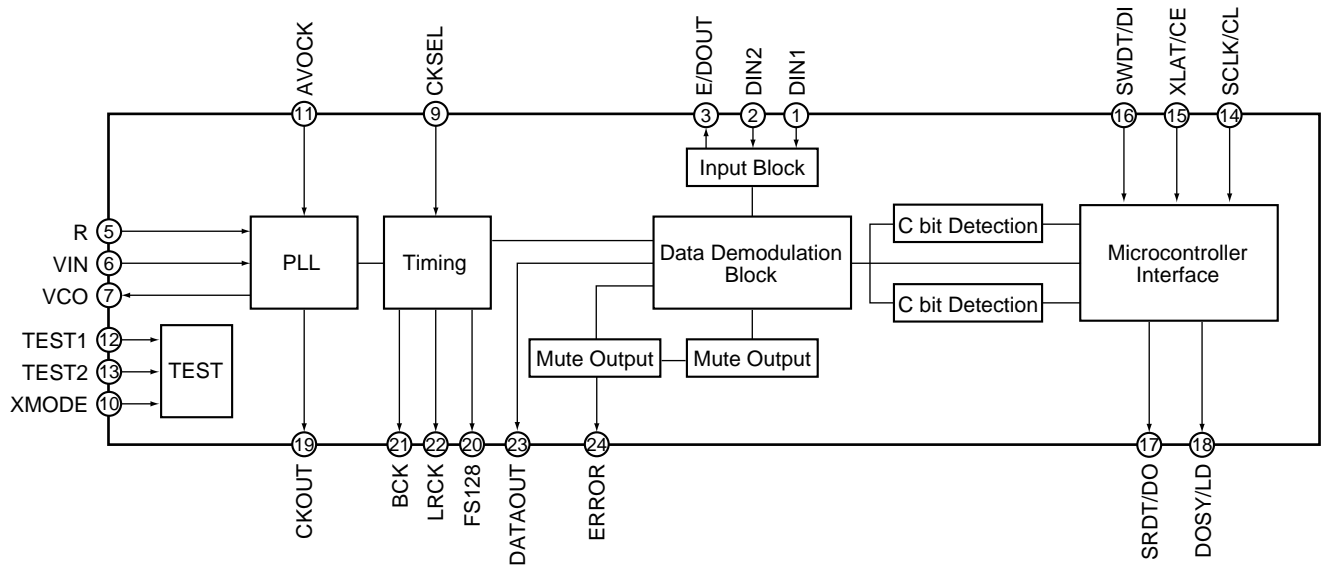 AVOCK
CKSEL
E/DOUT
DIN2
DIN1
SWDT/DI
XLAT/CE
SCLK/CL
11
9
3
2
1
16
15
14
Input Block
R 5
VIN 6
VCO 7
PLL
Timing
Data Demodulation
Block
C bit Detection
C bit Detection
Microcontroller
Interface
TEST1 12
TEST2 13
XMODE 10
TEST
Mute Output
Mute Output
19
21
22
20
23
24
17
18
CKOUT
BCK
LRCK
FS128
DATAOUT
ERROR
SRDT/DO
DOSY/LD